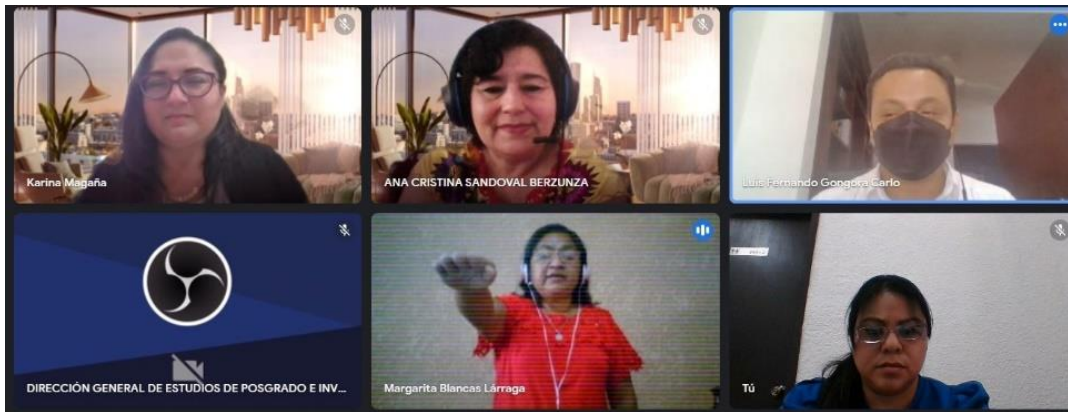 Karina Magaña
ANA CRISTINA SANDOVAL BERZUNZA
Luis Fernando Gongora Carlo
DIRECCIÓN GENERAL DE ESTUDIOS DE POSGRADO E INV...
Margarita Blancas Lárraga
Tú